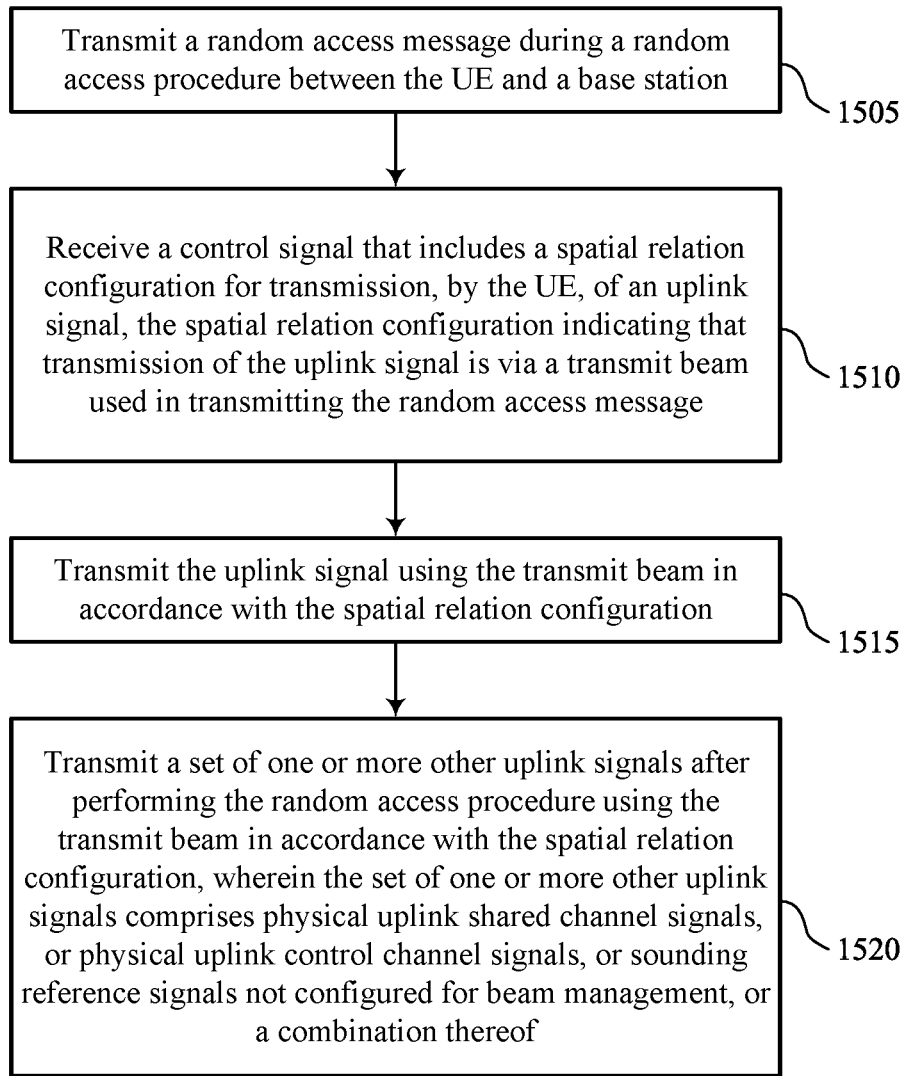 Transmit a random access message during a random
access procedure between the UE and a base station
1505
Receive a control signal that includes a spatial relation
configuration for transmission, by the UE, of an uplink
signal, the spatial relation configuration indicating that
transmission of the uplink signal is via a transmit beam
used in transmitting the random access message
1510
Transmit the uplink signal using the transmit beam in
accordance with the spatial relation configuration
1515
Transmit a set of one or more other uplink signals after
performing the random access procedure using the
transmit beam in accordance with the spatial relation
configuration, wherein the set of one or more other uplink
signals comprises physical uplink shared channel signals,
or physical uplink control channel signals, or sounding
reference signals not configured for beam management, or
a combination thereof
1520